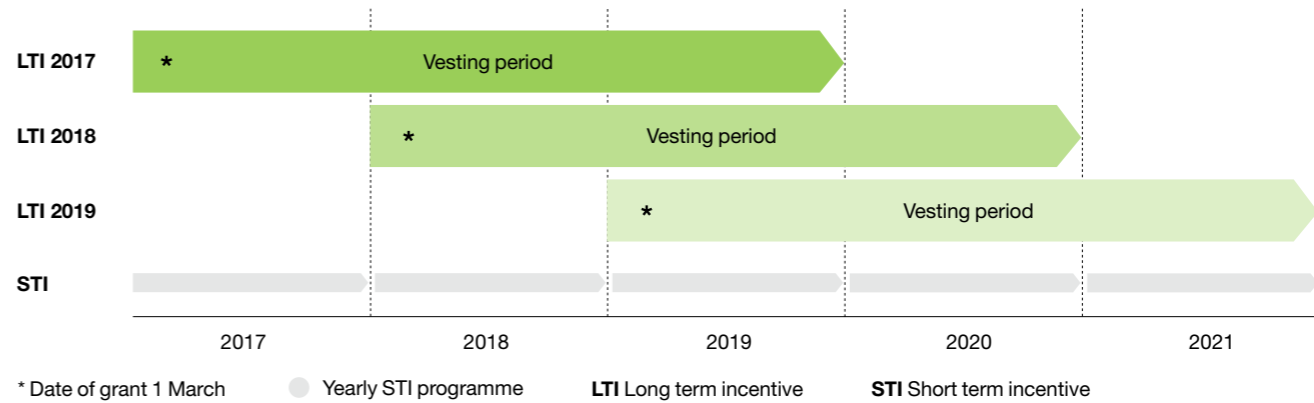 LTI 2017 * Vesting period
LTI 2018 * Vesting period
LTI 2019 * Vesting period
STI
2017 2018 2019 2020 2021
* Date of grant 1 March Yearly STI programme LTI Long term incentive STI Short term incentive